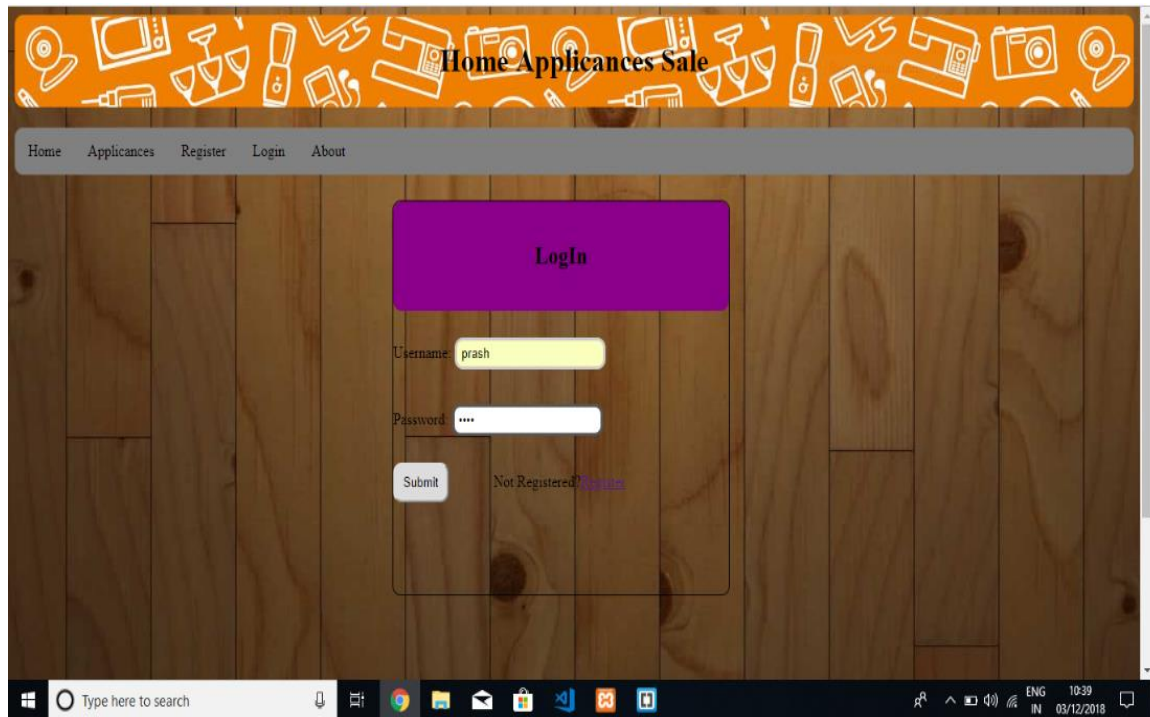 Home Applicances Sale
Home Applicances Register Login About
LogIn
Username: prash
Password: ••••
Submit Not Registered?Register
Type here to search
ENG 10:39
IN 03/12/2018